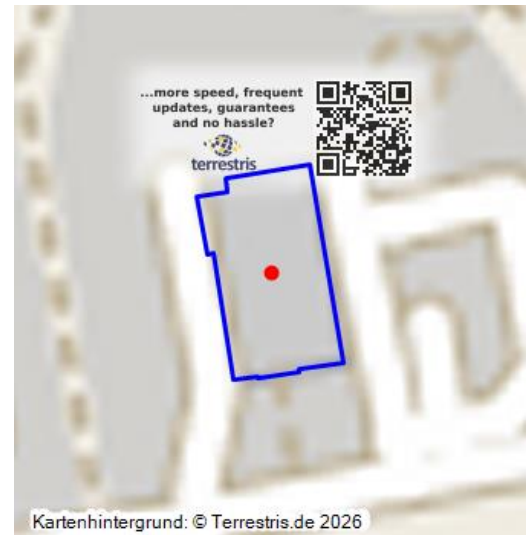 ...more speed, frequent
updates, guarantees
and no hassle?
terrestris
Kartenhintergrund: © Terrestris.de 2026